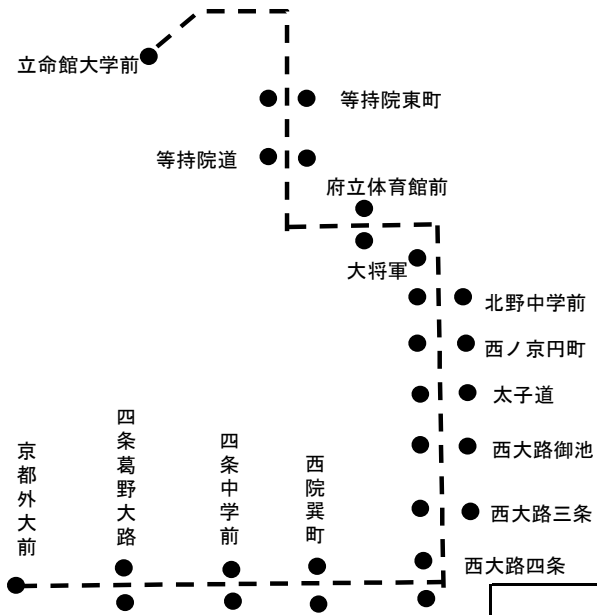 立命館大学前
等持院東町
等持院道
府立体育館前
大将軍
北野中学前
西ノ京円町
太子道
西大路御池
西大路三条
西大路四条
西院巽町
四条中学前
四条葛野大路
京都外大前